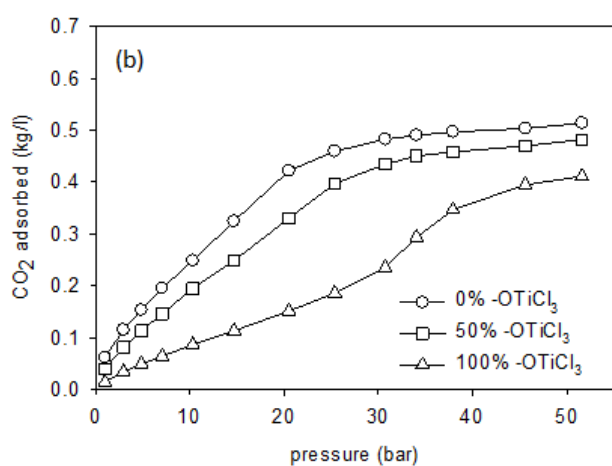 (b)
CO₂ adsorbed (kg/l)
0.7
0.6
0.5
0.4
0.3
0.2
0.1
0.0
0% -OTiCl₃
50% -OTiCl₃
100% -OTiCl₃
0 10 20 30 40 50
pressure (bar)